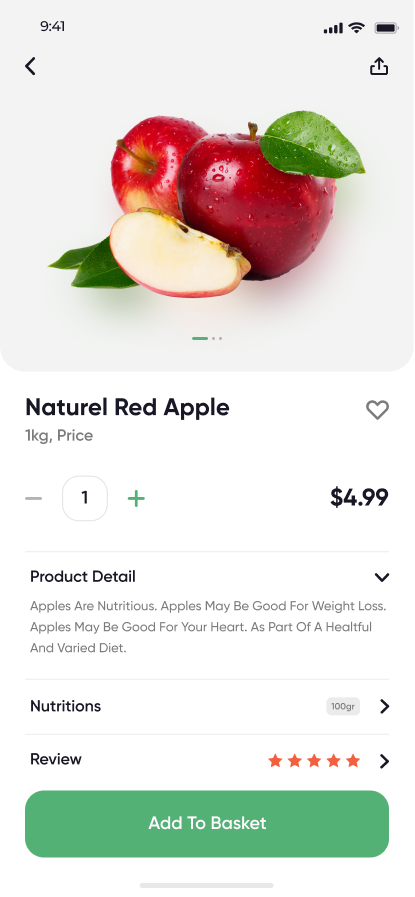 9:41
Naturel Red Apple
1kg, Price
1
$4.99
Product Detail
Apples Are Nutritious. Apples May Be Good For Weight Loss.
Apples May Be Good For Your Heart. As Part Of A Healtful
And Varied Diet.
Nutritions
100gr
Review
Add To Basket